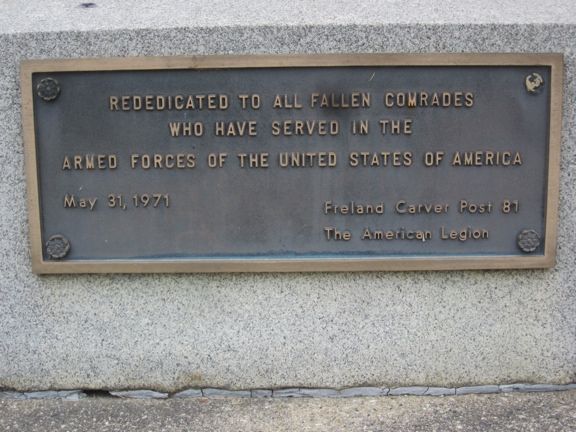 REDEDICATED TO ALL FALLEN COMRADES
WHO HAVE SERVED IN THE
ARMED FORCES OF THE UNITED STATES OF AMERICA
May 31, 1971
Freland Carver Post 81
The American Legion